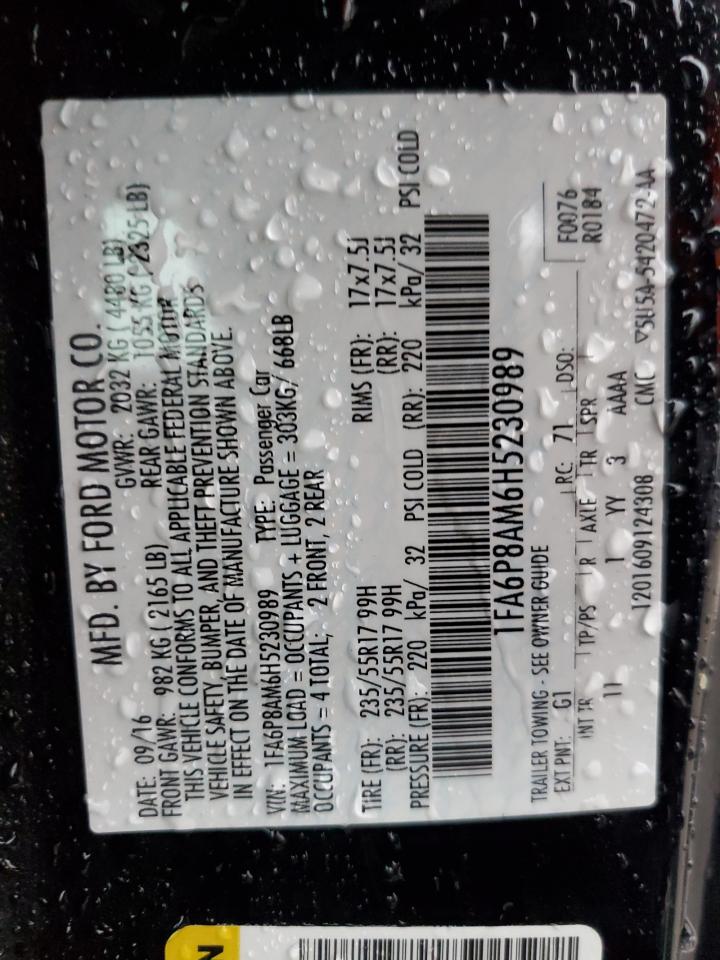 MFD. BY FORD MOTOR CO.
DATE: 09/16 GVWR: 2032 KG ( 4480 LB)
FRONT GAWR: 982 KG ( 2165 LB) REAR GAWR: 1055 KG ( 2325 LB)
THIS VEHICLE CONFORMS TO ALL APPLICABLE FEDERAL MOTOR
VEHICLE SAFETY, BUMPER, AND THEFT PREVENTION STANDARDS
IN EFFECT ON THE DATE OF MANUFACTURE SHOWN ABOVE.
VIN: 1FA6P8AM6H5230989 TYPE: Passenger Car
MAXIMUM LOAD = OCCUPANTS + LUGGAGE = 303KG/ 668LB
OCCUPANTS = 4 TOTAL; 2 FRONT, 2 REAR
TIRE (FR): 235/55R17 99H RIMS (FR): 17x7.5J
(RR): 235/55R17 99H (RR): 17x7.5J
PRESSURE (FR): 220 kPa/ 32 PSI COLD (RR): 220 kPa/ 32 PSI COLD
1FA6P8AM6H5230989
TRAILER TOWING - SEE OWNER GUIDE F0076
EXT PNT: G1 RC: 71 DSO: R0184
INT TR TP/PS R AXLE TR SPR
11 1 YY 3 AAAA
1201609124308 CMC ▽5U5A-5420472-AA
N